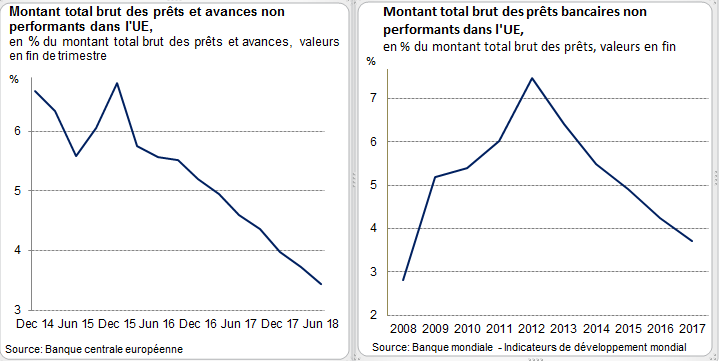 Montant total brut des prêts et avances non
performants dans l'UE,
en % du montant total brut des prêts et avances, valeurs
en fin de trimestre
%
6
5
4
3
Dec 14 Jun 15 Dec 15 Jun 16 Dec 16 Jun 17 Dec 17 Jun 18
Source: Banque centrale européenne
Montant total brut des prêts bancaires non
performants dans l'UE,
en % du montant total brut des prêts, valeurs en fin
%
7
6
5
4
3
2
2008 2009 2010 2011 2012 2013 2014 2015 2016 2017
Source: Banque mondiale - Indicateurs de développement mondial